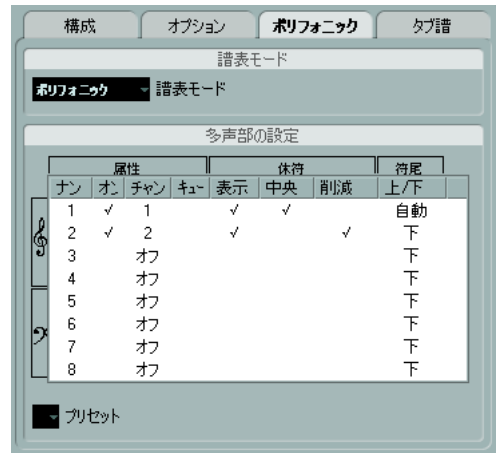 構成 オプション ポリフォニック タブ譜
譜表モード
ポリフォニック 譜表モード
多声部の設定
属性 休符 符尾
ナン オン チャン キュー 表示 中央 削減 上/下
1 ✓ 1 ✓ ✓ 自動
2 ✓ 2 ✓ ✓ 下
3 オフ 下
4 オフ 下
5 オフ 下
6 オフ 下
7 オフ 下
8 オフ 下
プリセット